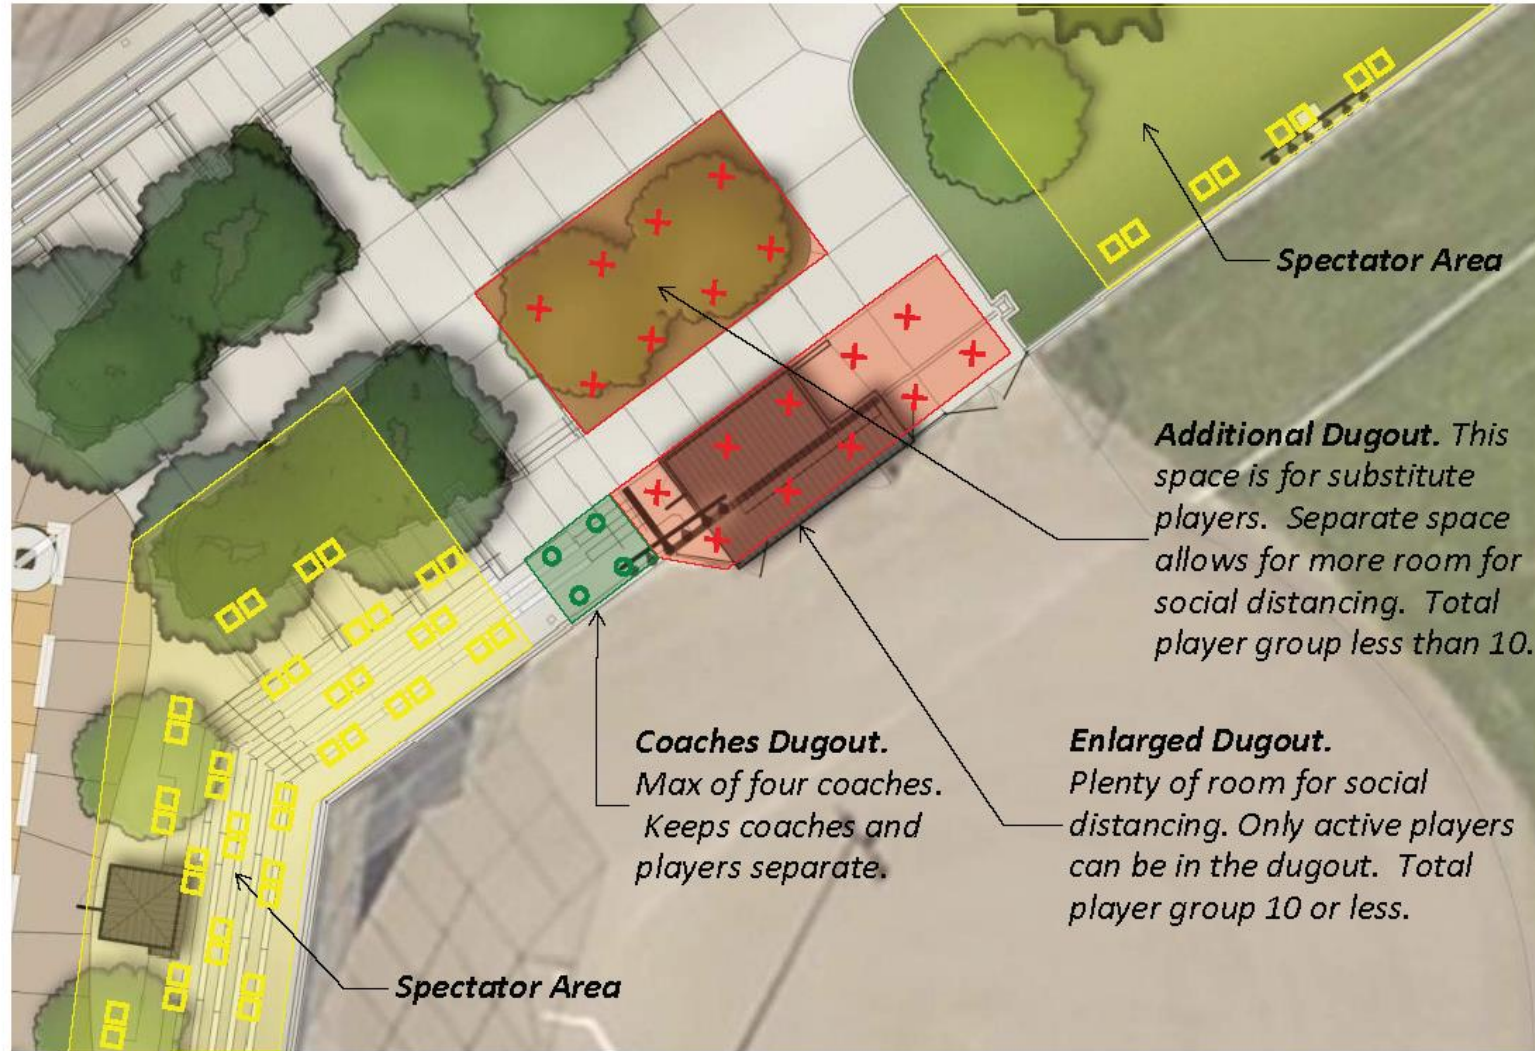 Spectator Area
Additional Dugout. This
space is for substitute
players. Separate space
allows for more room for
social distancing. Total
player group less than 10.
Coaches Dugout.
Max of four coaches.
Keeps coaches and
players separate.
Enlarged Dugout.
Plenty of room for social
distancing. Only active players
can be in the dugout. Total
player group 10 or less.
Spectator Area